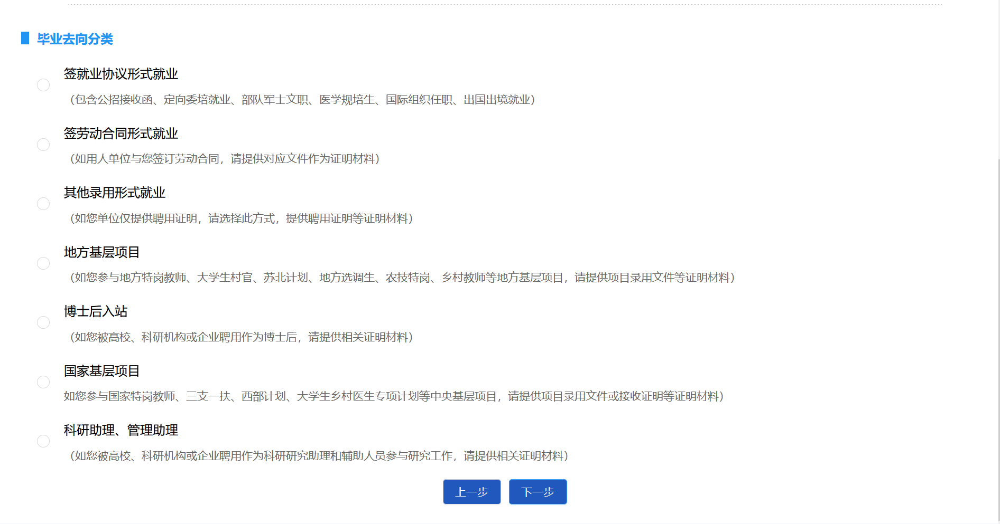 毕业去向分类
签就业协议形式就业
（包含公招接收函、定向委培就业、部队军士文职、医学规培生、国际组织任职、出国出境就业）
签劳动合同形式就业
（如用人单位与您签订劳动合同，请提供对应文件作为证明材料）
其他录用形式就业
（如您单位仅提供聘用证明，请选择此方式，提供聘用证明等证明材料）
地方基层项目
（如您参与地方特岗教师、大学生村官、苏北计划、地方选调生、农技特岗、乡村教师等地方基层项目，请提供项目录用文件等证明材料）
博士后入站
（如您被高校、科研机构或企业聘用作为博士后，请提供相关证明材料）
国家基层项目
如您参与国家特岗教师、三支一扶、西部计划、大学生乡村医生专项计划等中央基层项目，请提供项目录用文件或接收证明等证明材料）
科研助理、管理助理
（如您被高校、科研机构或企业聘用作为科研研究助理和辅助人员参与研究工作，请提供相关证明材料）
上一步 下一步